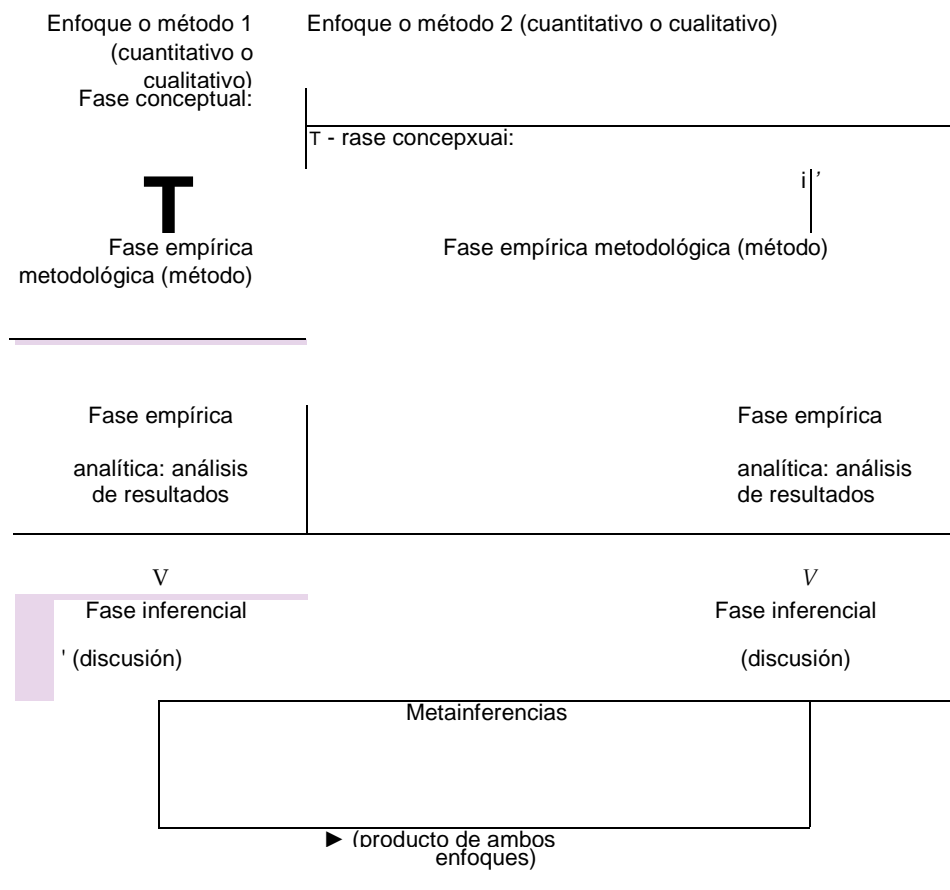 Enfoque o método 1
(cuantitativo o
cualitativo)
Enfoque o método 2 (cuantitativo o cualitativo)
Fase conceptual:
T - rase concepxuai:
T
i ’
Fase empírica
metodológica (método)
Fase empírica metodológica (método)
Fase empírica
analítica: análisis
de resultados
Fase empírica
analítica: análisis
de resultados
V
V
Fase inferencial
' (discusión)
Fase inferencial
(discusión)
Metainferencias
► (producto de ambos
enfoques)